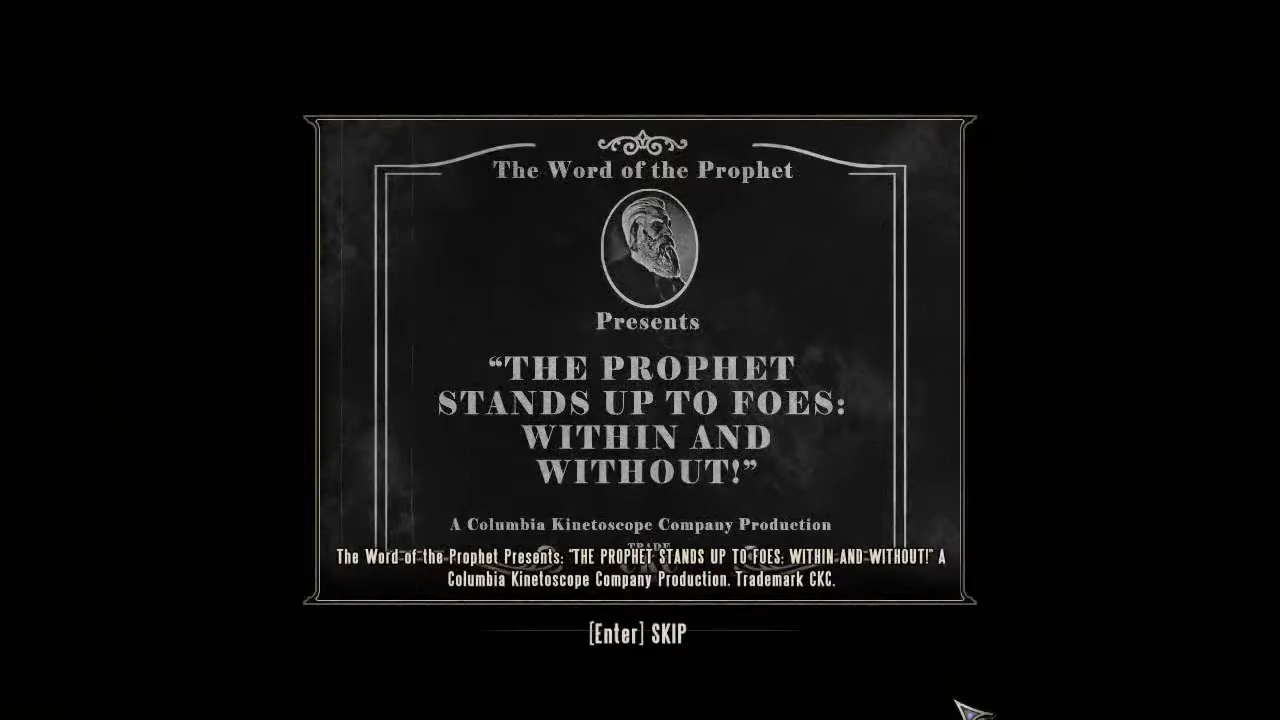 The Word of the Prophet
Presents
“THE PROPHET
STANDS UP TO FOES:
WITHIN AND
WITHOUT!”
A Columbia Kinetoscope Company Production
TRADE
CKC
The Word of the Prophet Presents: "THE PROPHET STANDS UP TO FOES: WITHIN AND WITHOUT!" A
Columbia Kinetoscope Company Production. Trademark CKC.
[Enter] SKIP